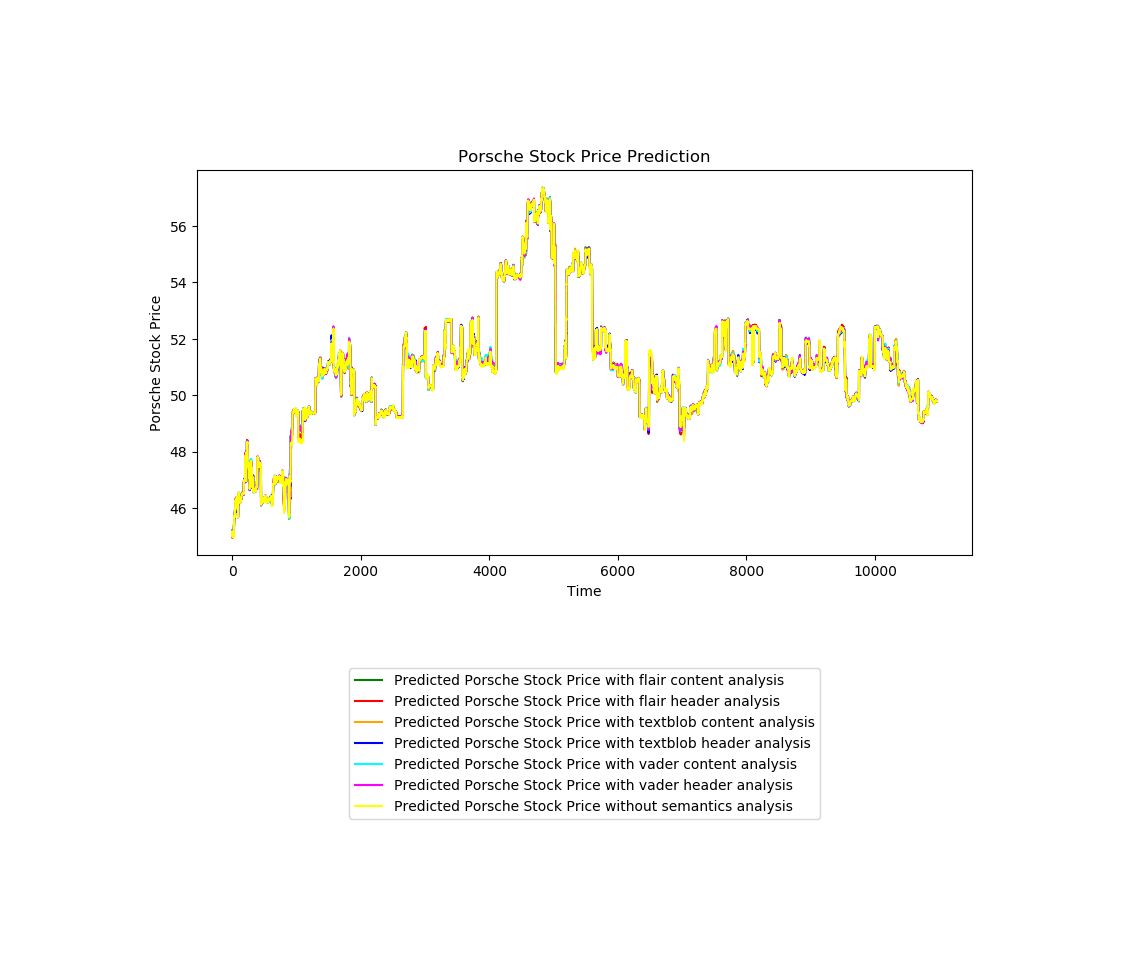 Porsche Stock Price Prediction
56
54
52
50
48
46
Porsche Stock Price
0 2000 4000 6000 8000 10000
Time
Predicted Porsche Stock Price with flair content analysis
Predicted Porsche Stock Price with flair header analysis
Predicted Porsche Stock Price with textblob content analysis
Predicted Porsche Stock Price with textblob header analysis
Predicted Porsche Stock Price with vader content analysis
Predicted Porsche Stock Price with vader header analysis
Predicted Porsche Stock Price without semantics analysis